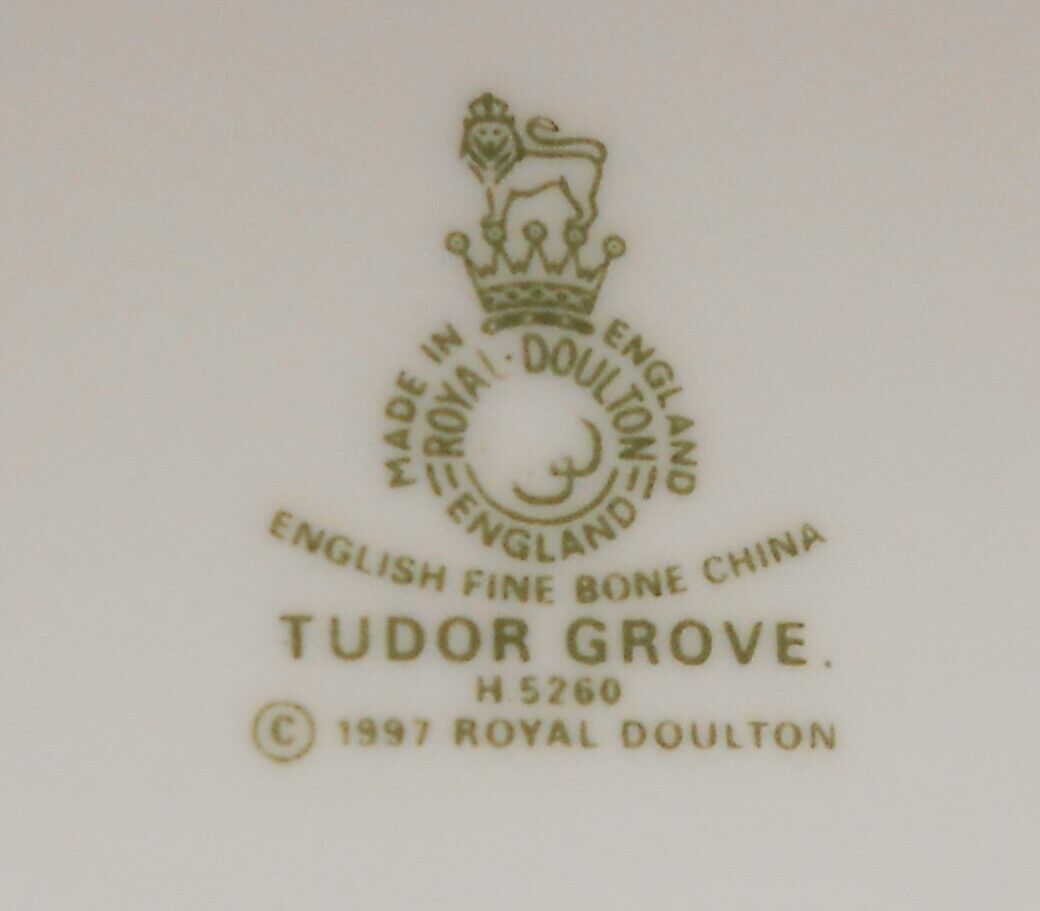 MADE IN ENGLAND
ROYAL · DOULTON
ENGLAND
ENGLISH FINE BONE CHINA
TUDOR GROVE.
H. 5260
© 1997 ROYAL DOULTON